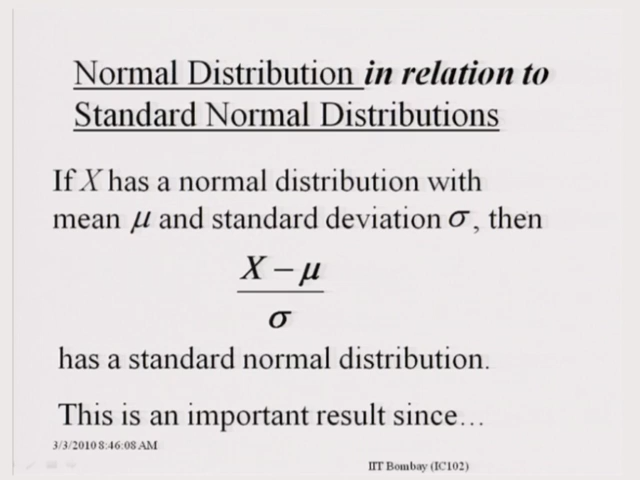 Normal Distribution in relation to
Standard Normal Distributions
If X has a normal distribution with
mean μ and standard deviation σ, then
X – μ
σ
has a standard normal distribution.
This is an important result since…
3/3/2010 8:46:08 AM
IIT Bombay (IC102)